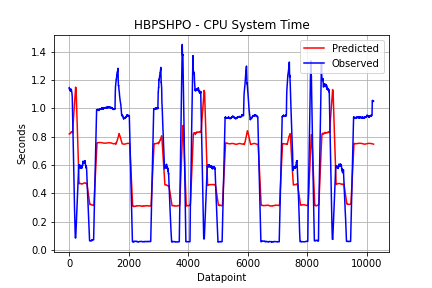 HBPSHPO - CPU System Time
Predicted
Observed
1.4
1.2
1.0
0.8
0.6
0.4
0.2
0.0
Seconds
0 2000 4000 6000 8000 10000
Datapoint